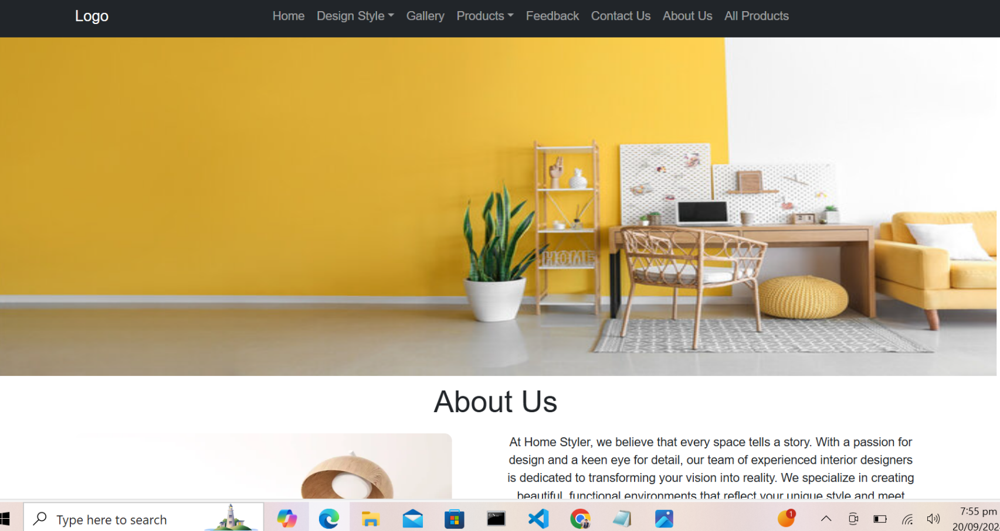 Logo
Home Design Style Gallery Products Feedback Contact Us About Us All Products
HOME
About Us
At Home Styler, we believe that every space tells a story. With a passion for
design and a keen eye for detail, our team of experienced interior designers
is dedicated to transforming your vision into reality. We specialize in creating
beautiful, functional environments that reflect your unique style and meet
Type here to search
1
7:55 pm
20/09/202